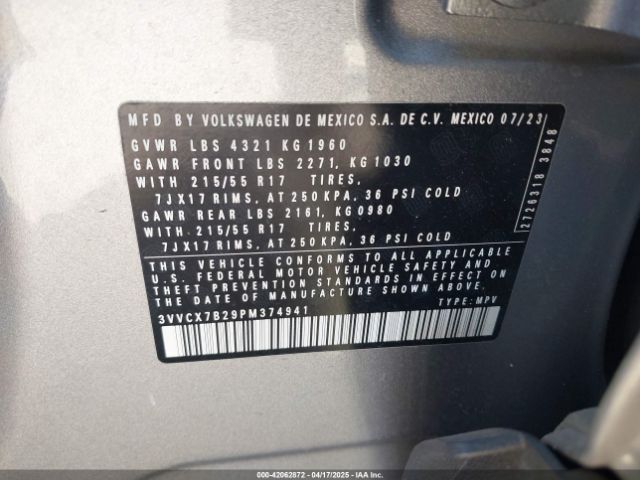 MFD BY VOLKSWAGEN DE MEXICO S.A. DE C.V. MEXICO 07/23
GVWR LBS 4321 KG 1960
GAWR FRONT LBS 2271, KG 1030
WITH 215/55 R17 TIRES,
7JX17 RIMS, AT 250 KPA, 36 PSI COLD
GAWR REAR LBS 2161, KG 0980
WITH 215/55 R17 TIRES,
7JX17 RIMS, AT 250 KPA, 36 PSI COLD
THIS VEHICLE CONFORMS TO ALL APPLICABLE
U.S. FEDERAL MOTOR VEHICLE SAFETY AND
THEFT PREVENTION STANDARDS IN EFFECT ON
THE DATE OF MANUFACTURE SHOWN ABOVE.
3VVCX7B29PM374941 TYPE: MPV
2726318 3848
000-42062872 | 04/17/2025 | IAA Inc.